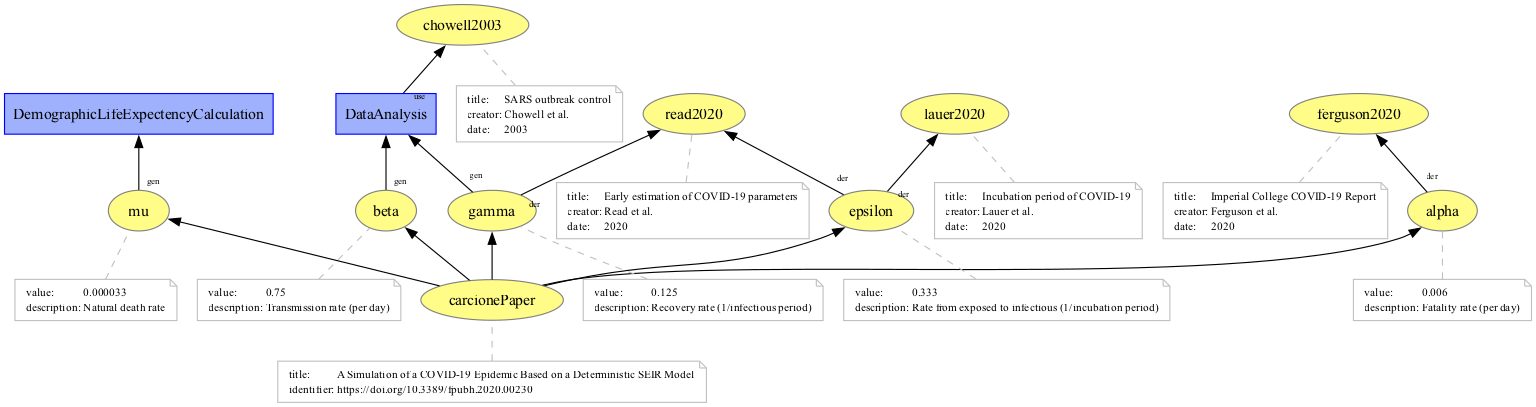 chowell2003
title: SARS outbreak control
creator: Chowell et al.
date: 2003
DemographicLifeExpectencyCalculation
DataAnalysis
use
read2020
lauer2020
ferguson2020
gen
gen
gen
der
der
der
der
title: Early estimation of COVID-19 parameters
creator: Read et al.
date: 2020
title: Incubation period of COVID-19
creator: Lauer et al.
date: 2020
title: Imperial College COVID-19 Report
creator: Ferguson et al.
date: 2020
mu
beta
gamma
epsilon
alpha
value: 0.000033
description: Natural death rate
value: 0.75
description: Transmission rate (per day)
carcionePaper
value: 0.125
description: Recovery rate (1/infectious period)
value: 0.333
description: Rate from exposed to infectious (1/incubation period)
value: 0.006
description: Fatality rate (per day)
title: A Simulation of a COVID-19 Epidemic Based on a Deterministic SEIR Model
identifier: https://doi.org/10.3389/fpubh.2020.00230